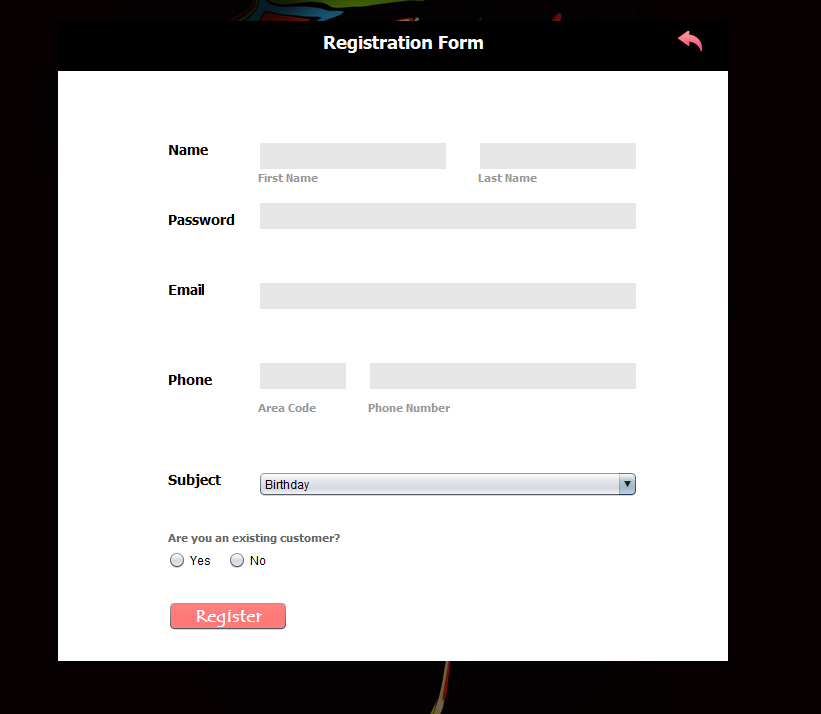 Registration Form
Name
First Name Last Name
Password
Email
Phone
Area Code Phone Number
Subject Birthday
Are you an existing customer?
Yes No
Register